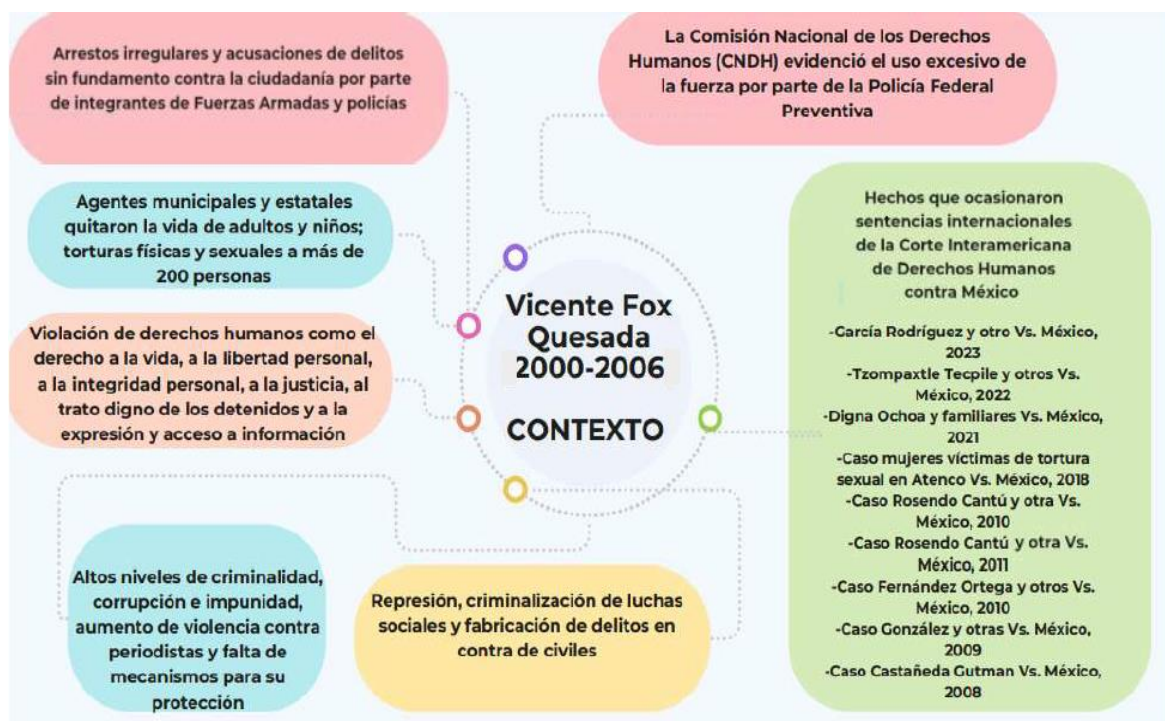 Arrestos irregulares y acusaciones de delitos
sin fundamento contra la ciudadanía por parte
de integrantes de Fuerzas Armadas y policías
La Comisión Nacional de los Derechos
Humanos (CNDH) evidenció el uso excesivo de
la fuerza por parte de la Policía Federal
Preventiva
Agentes municipales y estatales
quitaron la vida de adultos y niños;
torturas físicas y sexuales a más de
200 personas
Violación de derechos humanos como el
derecho a la vida, a la libertad personal,
a la integridad personal, a la justicia, al
trato digno de los detenidos y a la
expresión y acceso a información
Vicente Fox
Quesada
2000-2006
CONTEXTO
Hechos que ocasionaron
sentencias internacionales
de la Corte Interamericana
de Derechos Humanos
contra México
-García Rodríguez y otro Vs. México,
2023
-Tzompaxtle Tecpile y otros Vs.
México, 2022
-Digna Ochoa y familiares Vs. México,
2021
-Caso mujeres víctimas de tortura
sexual en Atenco Vs. México, 2018
-Caso Rosendo Cantú y otra Vs.
México, 2010
-Caso Rosendo Cantú y otra Vs.
México, 2011
-Caso Fernández Ortega y otros Vs.
México, 2010
-Caso González y otras Vs. México,
2009
-Caso Castañeda Gutman Vs. México,
2008
Altos niveles de criminalidad,
corrupción e impunidad,
aumento de violencia contra
periodistas y falta de
mecanismos para su
protección
Represión, criminalización de luchas
sociales y fabricación de delitos en
contra de civiles